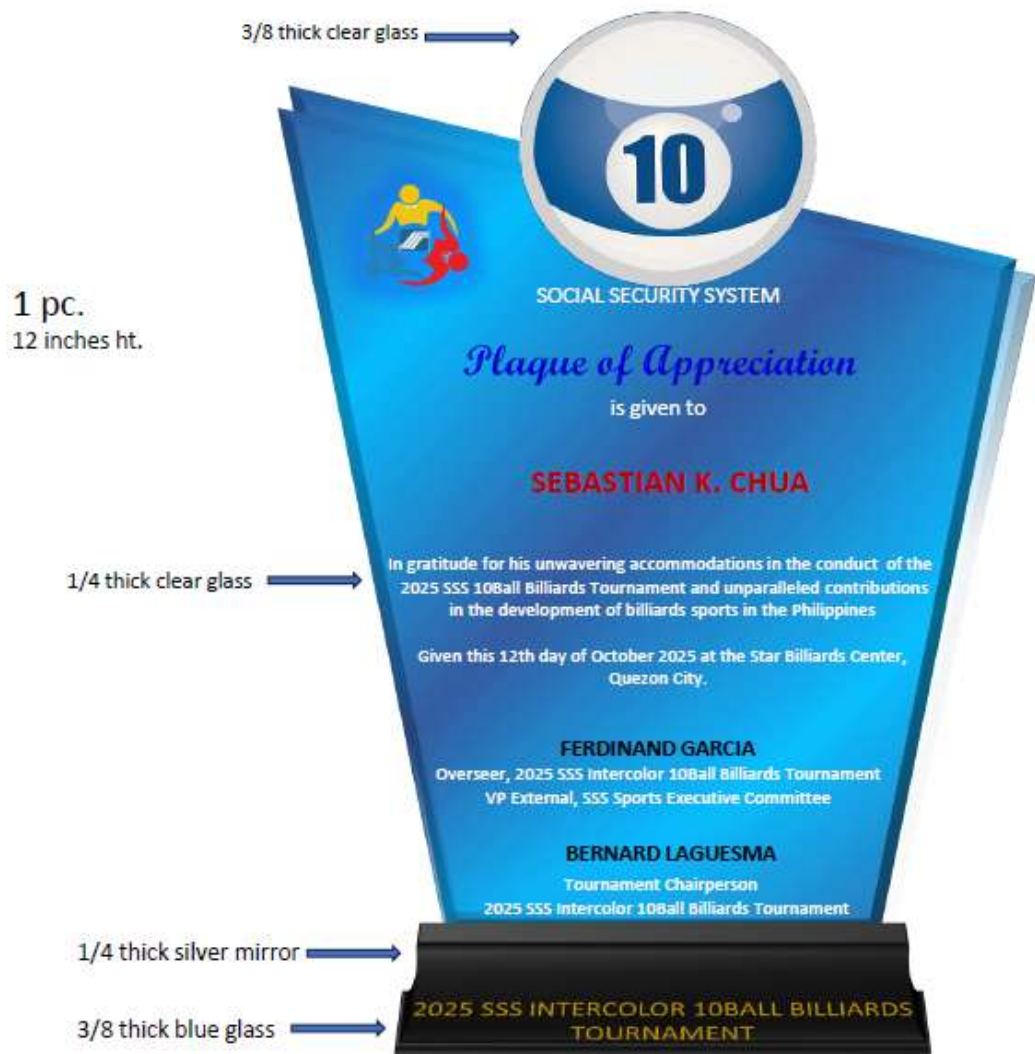 3/8 thick clear glass
10
1 pc.
12 inches ht.
SOCIAL SECURITY SYSTEM
Plaque of Appreciation
is given to
SEBASTIAN K. CHUA
1/4 thick clear glass
In gratitude for his unwavering accommodations in the conduct of the
2025 SSS 10Ball Billiards Tournament and unparalleled contributions
in the development of billiards sports in the Philippines
Given this 12th day of October 2025 at the Star Billiards Center,
Quezon City.
FERDINAND GARCIA
Overseer, 2025 SSS Intercolor 10Ball Billiards Tournament
VP External, SSS Sports Executive Committee
BERNARD LAGUESMA
Tournament Chairperson
2025 SSS Intercolor 10Ball Billiards Tournament
1/4 thick silver mirror
3/8 thick blue glass
2025 SSS INTERCOLOR 10BALL BILLIARDS
TOURNAMENT